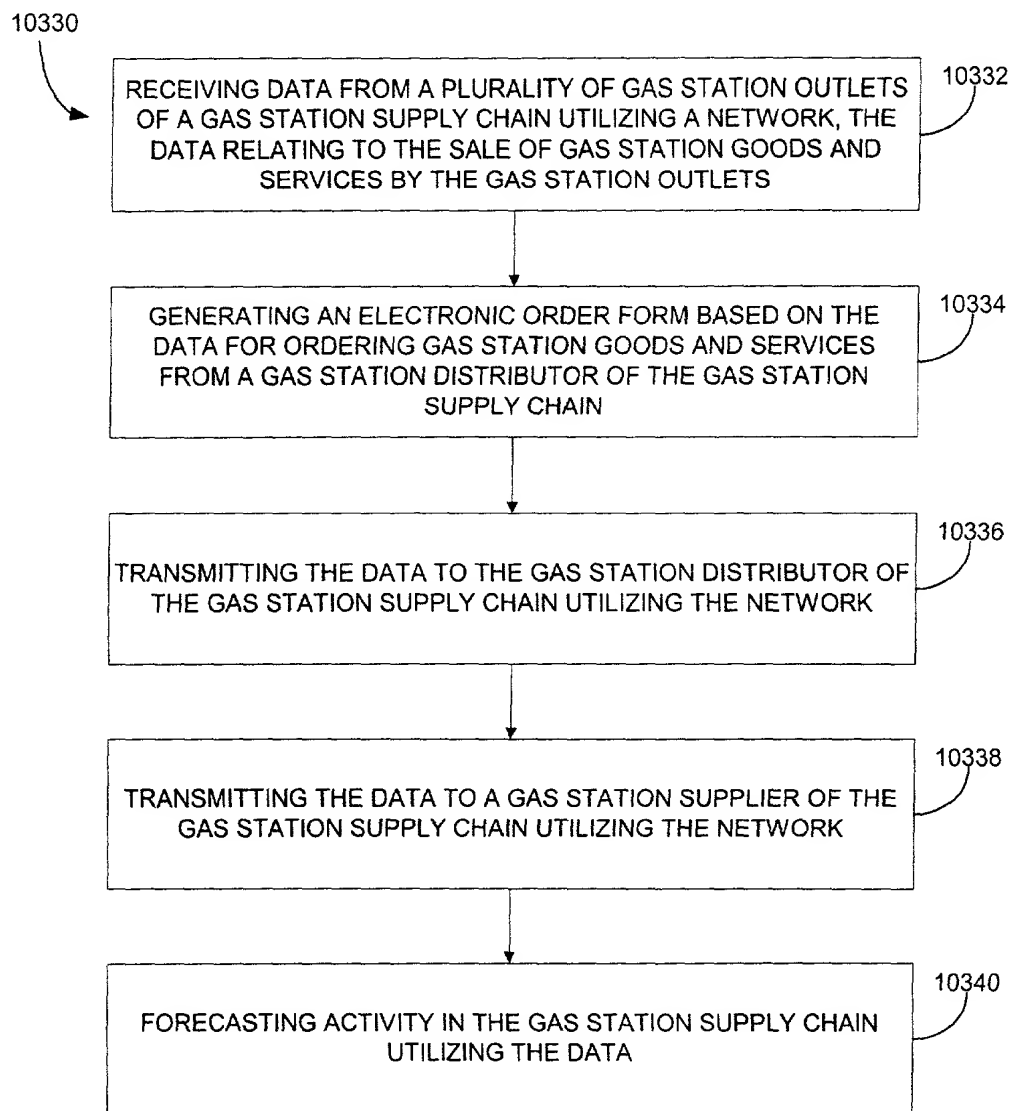 10330
10332
RECEIVING DATA FROM A PLURALITY OF GAS STATION OUTLETS
OF A GAS STATION SUPPLY CHAIN UTILIZING A NETWORK, THE
DATA RELATING TO THE SALE OF GAS STATION GOODS AND
SERVICES BY THE GAS STATION OUTLETS
10334
GENERATING AN ELECTRONIC ORDER FORM BASED ON THE
DATA FOR ORDERING GAS STATION GOODS AND SERVICES
FROM A GAS STATION DISTRIBUTOR OF THE GAS STATION
SUPPLY CHAIN
10336
TRANSMITTING THE DATA TO THE GAS STATION DISTRIBUTOR OF
THE GAS STATION SUPPLY CHAIN UTILIZING THE NETWORK
10338
TRANSMITTING THE DATA TO A GAS STATION SUPPLIER OF THE
GAS STATION SUPPLY CHAIN UTILIZING THE NETWORK
10340
FORECASTING ACTIVITY IN THE GAS STATION SUPPLY CHAIN
UTILIZING THE DATA